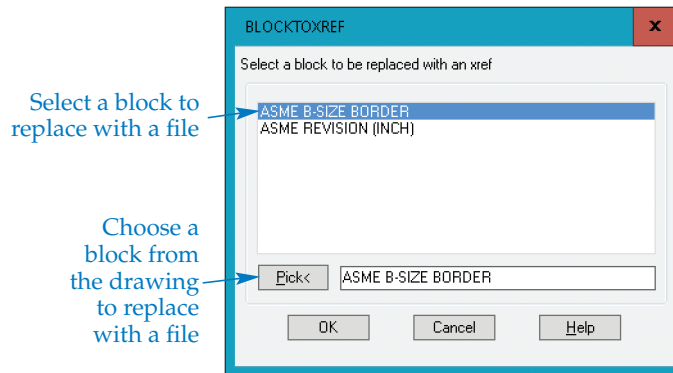 BLOCKTOXREF
x
Select a block to be replaced with an xref
Select a block to
replace with a file
ASME B-SIZE BORDER
ASME REVISION (INCH)
Choose a
block from
the drawing
to replace
with a file
Pick<
ASME B-SIZE BORDER
OK
Cancel
Help